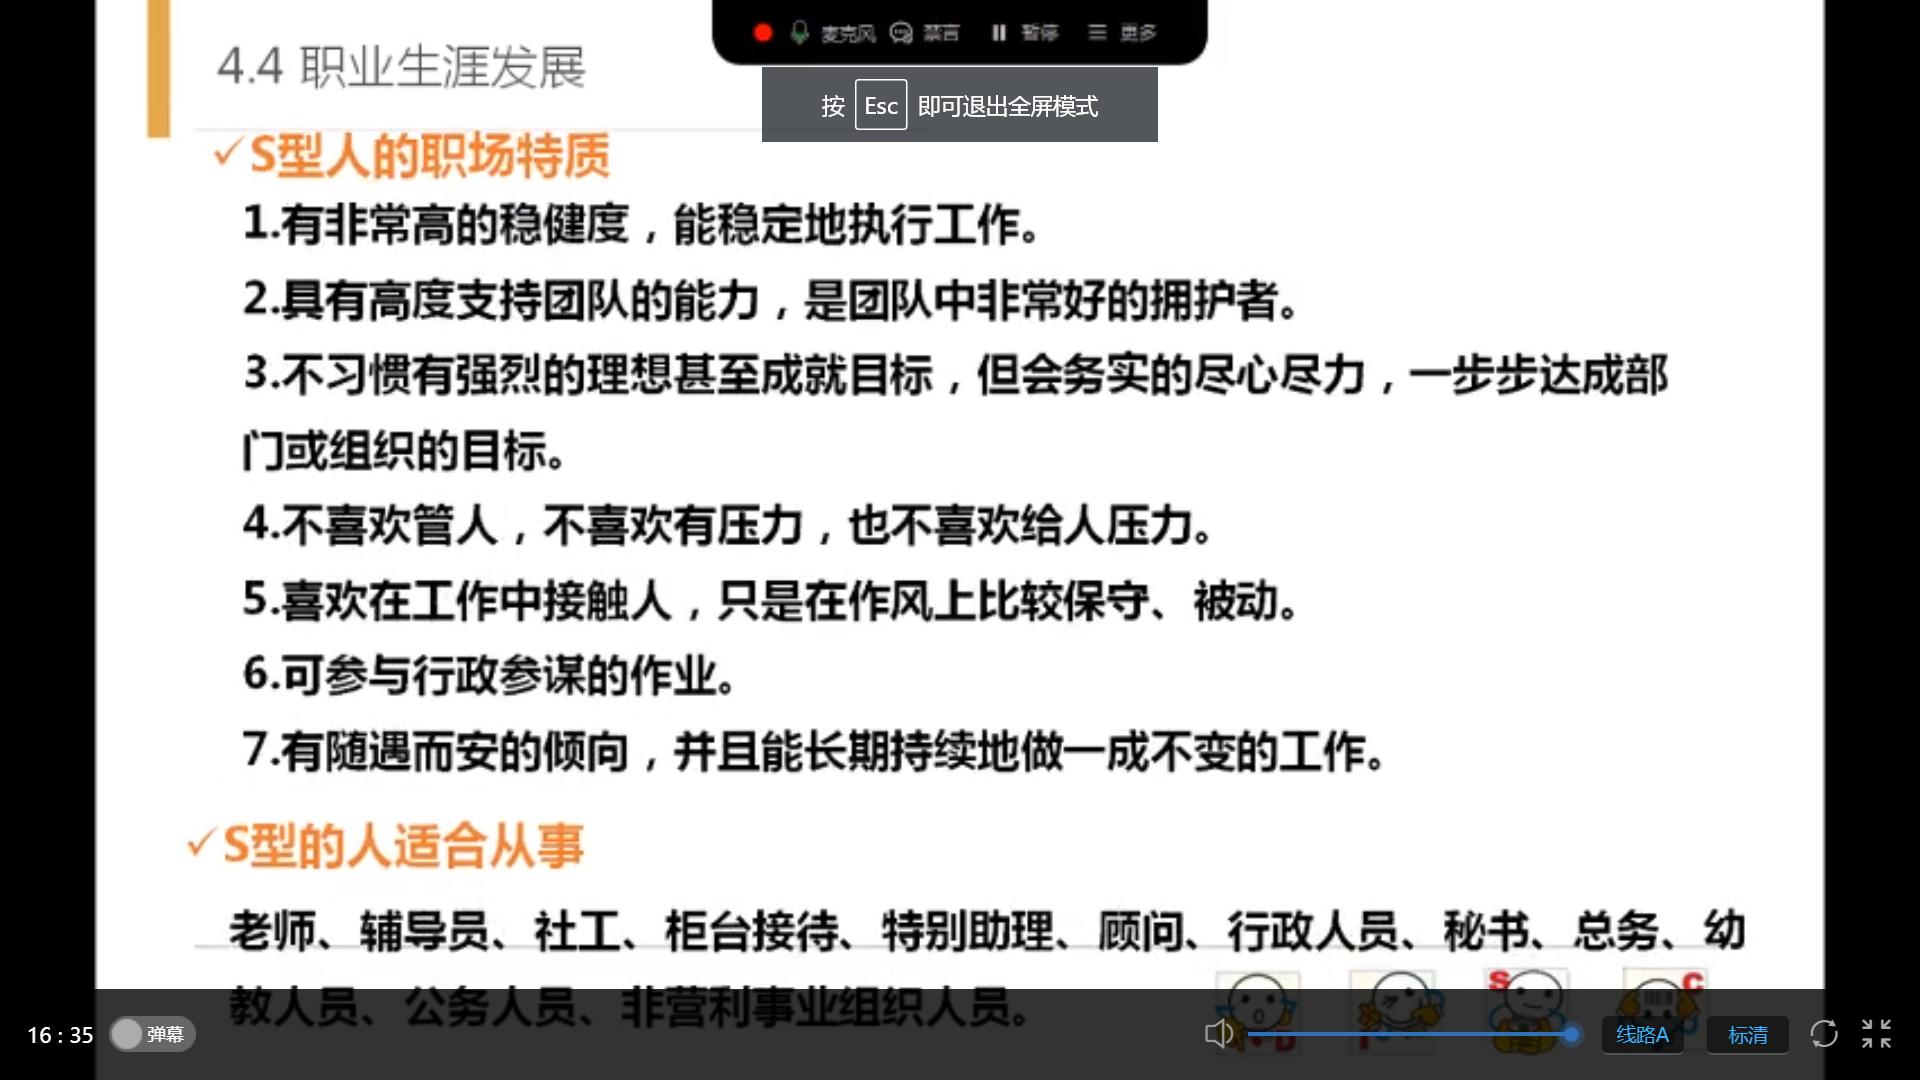 麦克风 禁言 暂停 更多
4.4 职业生涯发展
按 Esc 即可退出全屏模式
✓S型人的职场特质
1.有非常高的稳健度，能稳定地执行工作。
2.具有高度支持团队的能力，是团队中非常好的拥护者。
3.不习惯有强烈的理想甚至成就目标，但会务实的尽心尽力，一步步达成部
门或组织的目标。
4.不喜欢管人，不喜欢有压力，也不喜欢给人压力。
5.喜欢在工作中接触人，只是在作风上比较保守、被动。
6.可参与行政参谋的作业。
7.有随遇而安的倾向，并且能长期持续地做一成不变的工作。
✓S型的人适合从事
老师、辅导员、社工、柜台接待、特别助理、顾问、行政人员、秘书、总务、幼
教人员、公务人员、非营利事业组织人员。
D I S C
16 : 35 弹幕 线路A 标清